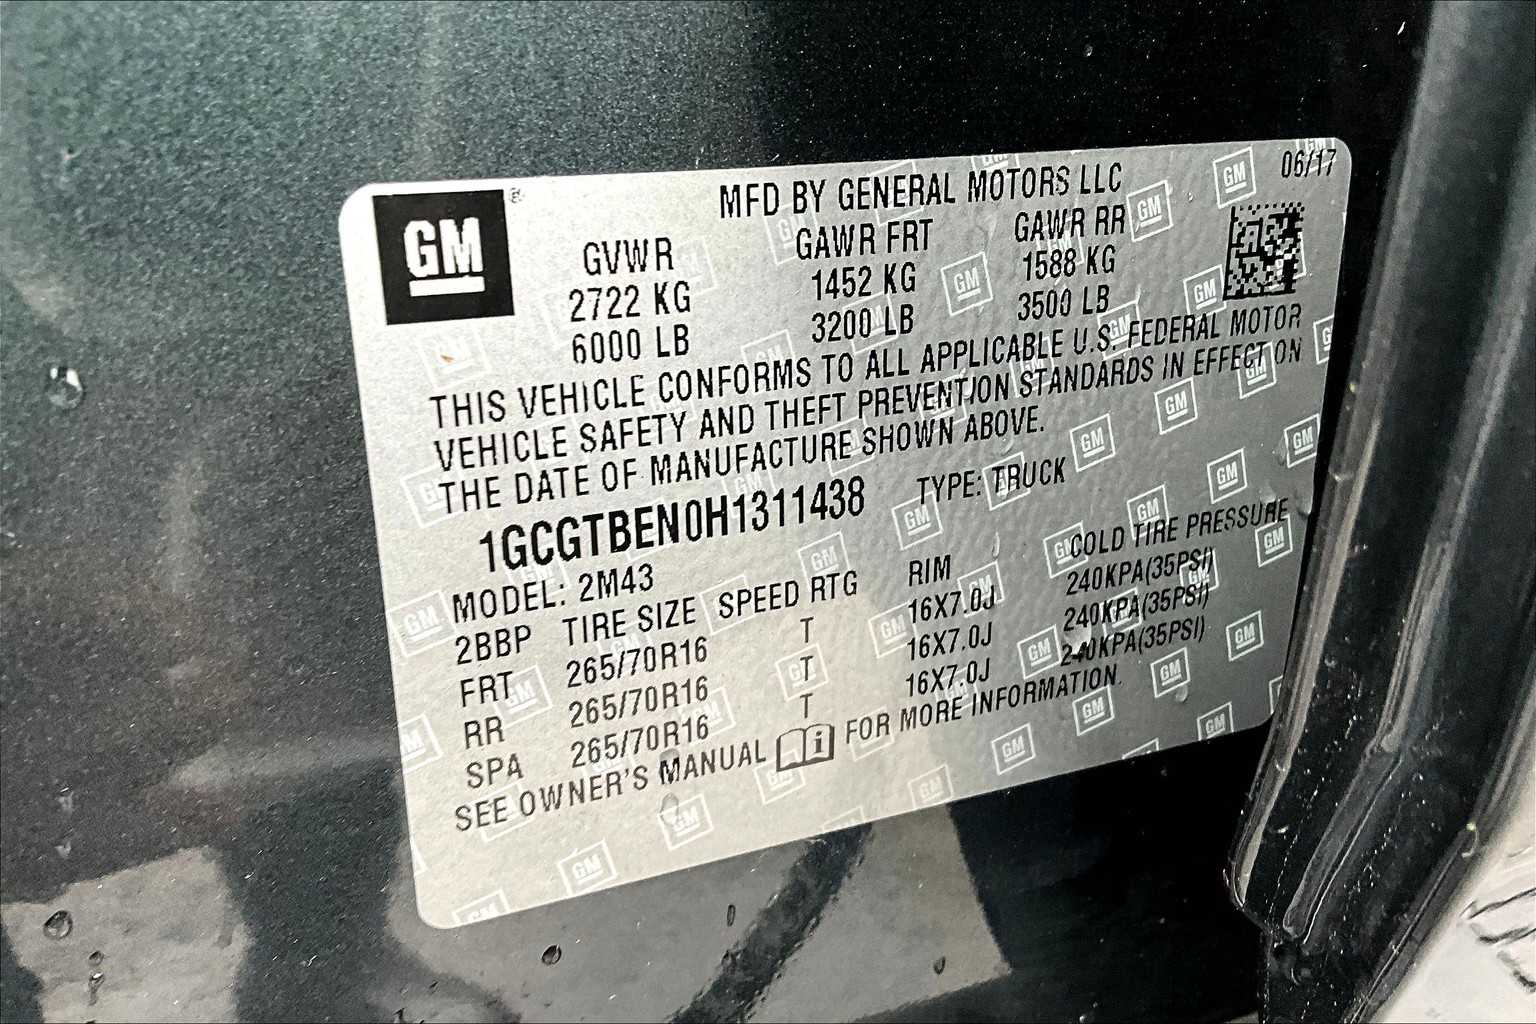 GM
®
MFD BY GENERAL MOTORS LLC 06/17
GVWR GAWR FRT GAWR RR
2722 KG 1452 KG 1588 KG
6000 LB 3200 LB 3500 LB
THIS VEHICLE CONFORMS TO ALL APPLICABLE U.S. FEDERAL MOTOR
VEHICLE SAFETY AND THEFT PREVENTION STANDARDS IN EFFECT ON
THE DATE OF MANUFACTURE SHOWN ABOVE.
1GCGTBEN0H1311438 TYPE: TRUCK
MODEL: 2M43
2BBP TIRE SIZE SPEED RTG RIM COLD TIRE PRESSURE
FRT 265/70R16 T 16X7.0J 240KPA(35PSI)
RR 265/70R16 T 16X7.0J 240KPA(35PSI)
SPA 265/70R16 T 16X7.0J 240KPA(35PSI)
SEE OWNER'S MANUAL i FOR MORE INFORMATION.